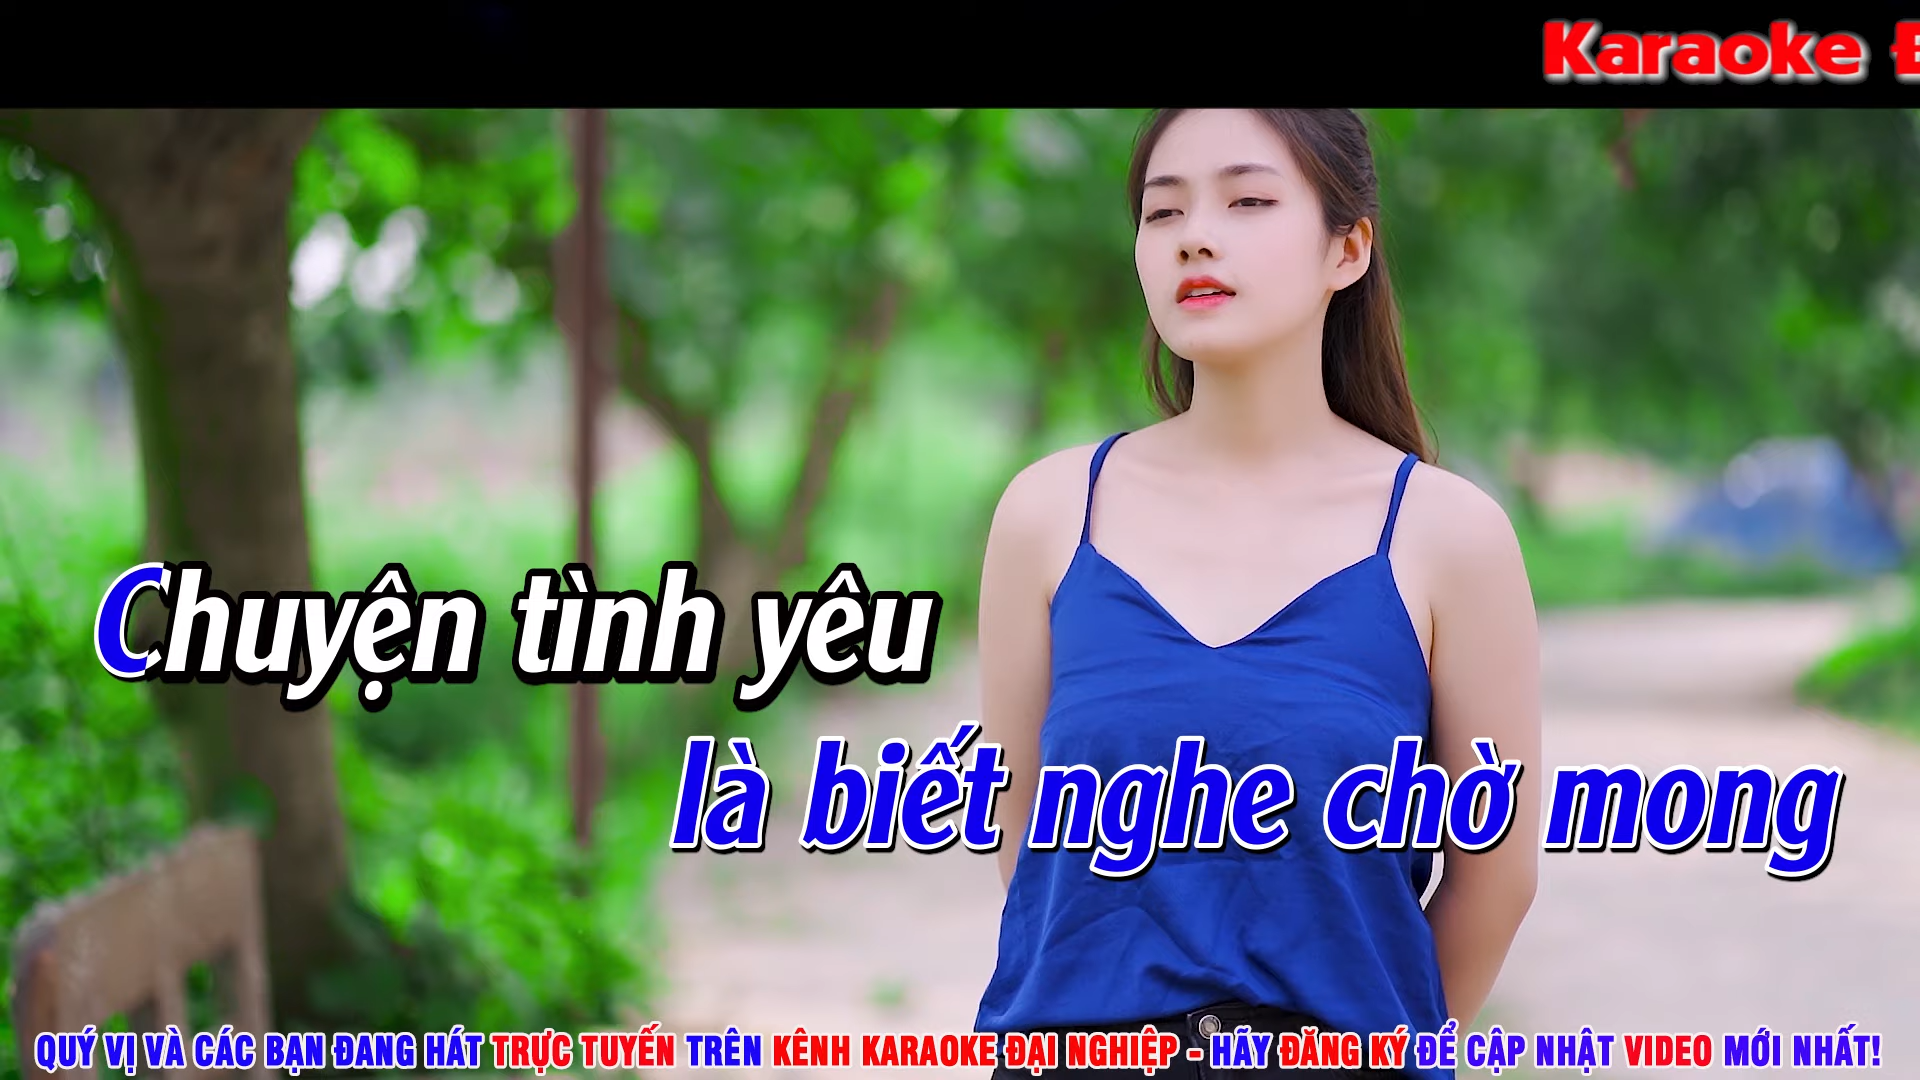 Karaoke
Chuyện tình yêu
là biết nghe chờ mong
QUÝ VỊ VÀ CÁC BẠN ĐANG HÁT TRỰC TUYẾN TRÊN KÊNH KARAOKE ĐẠI NGHIỆP - HÃY ĐĂNG KÝ ĐỂ CẬP NHẬT VIDEO MỚI NHẤT!